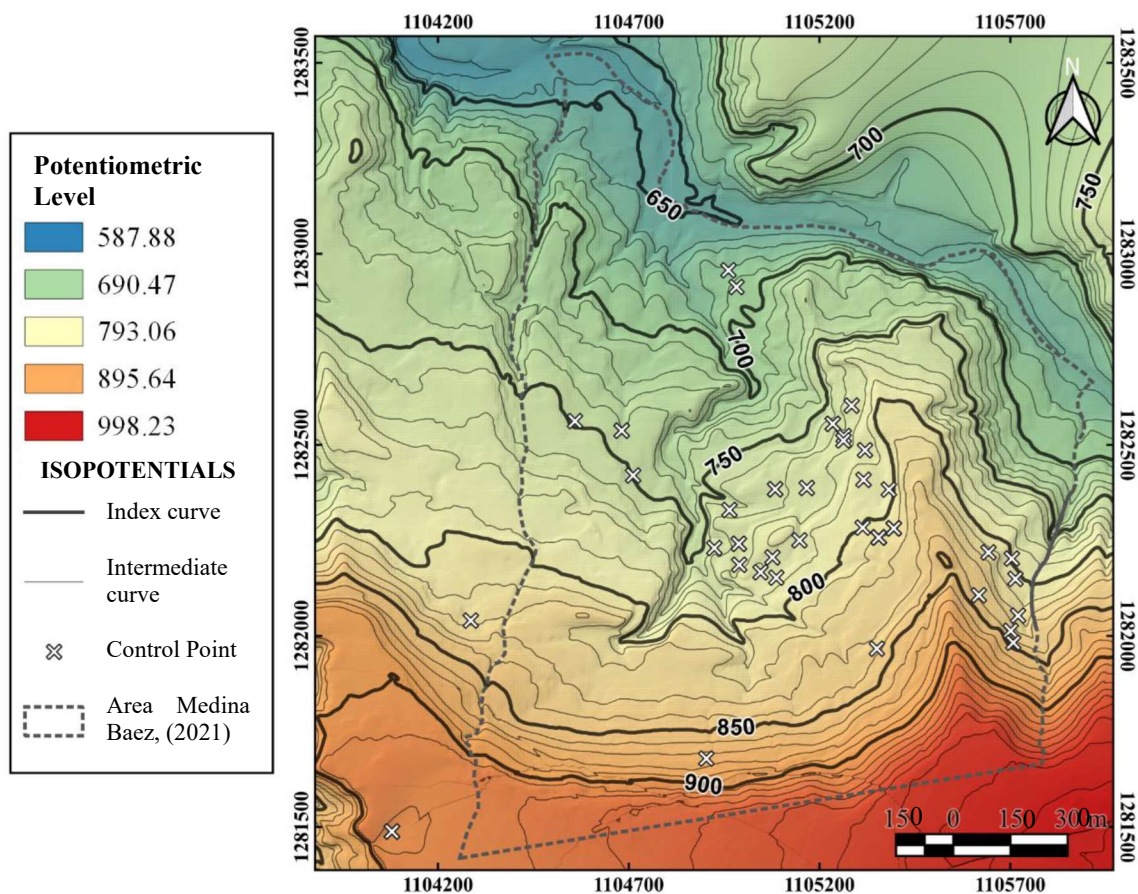 1104200 1104700 1105200 1105700
1283500
1283500
N
700
750
650
1283000
1283000
700
Potentiometric
Level
587.88
690.47
793.06
895.64
998.23
ISOPOTENTIALS
Index curve
Intermediate
curve
Control Point
Area Medina
Baez, (2021)
1282500
1282500
750
800
1282000
1282000
850
900
1281500
1281500
150 0 150 300 m
1104200 1104700 1105200 1105700